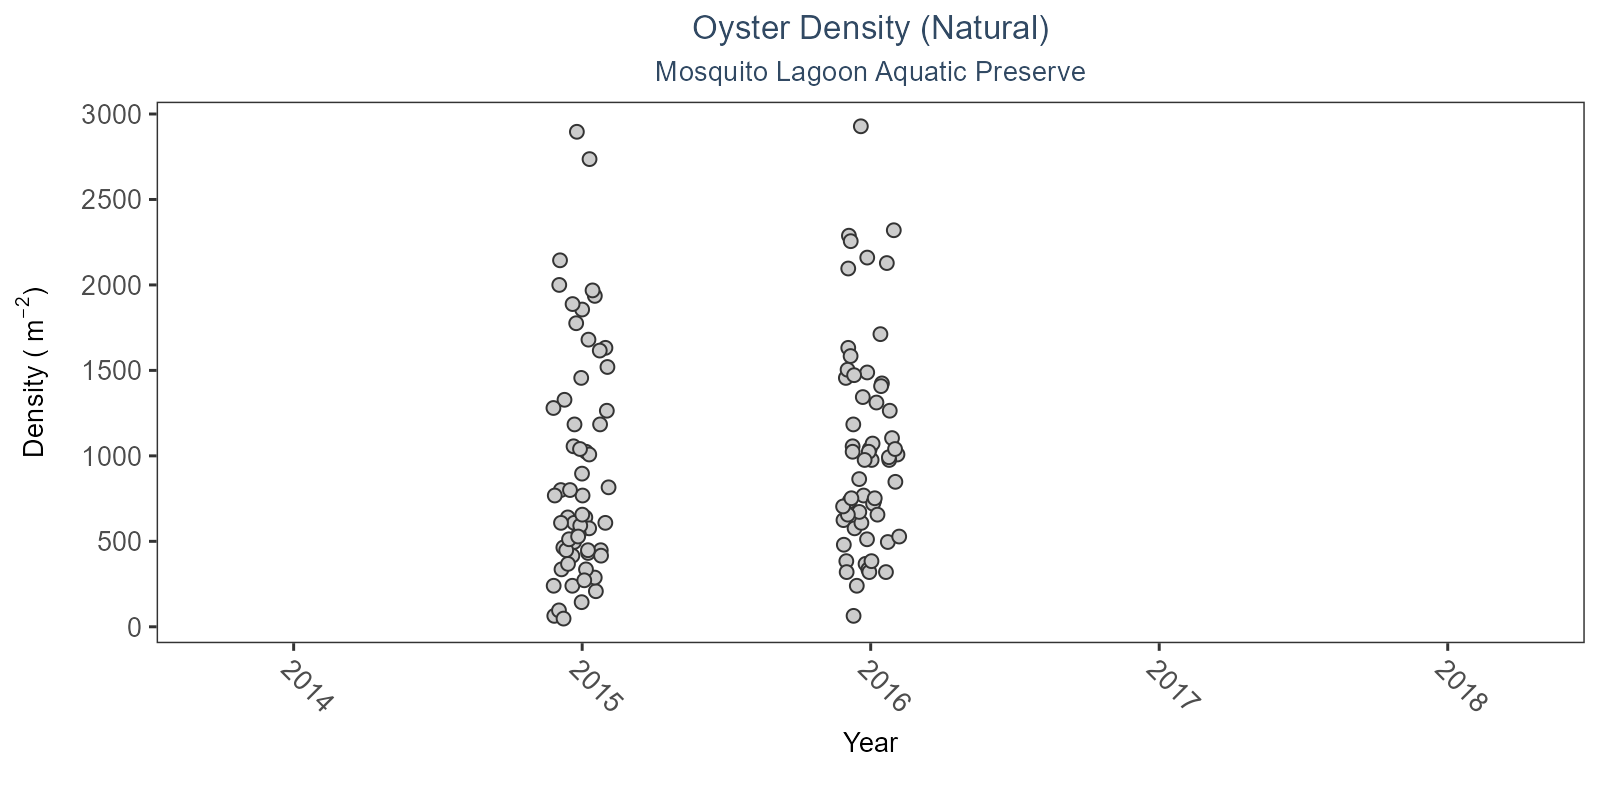 Oyster Density (Natural)
Mosquito Lagoon Aquatic Preserve
3000
2500
2000
1500
1000
500
0
Density ( m⁻²)
2014 2015 2016 2017 2018
Year